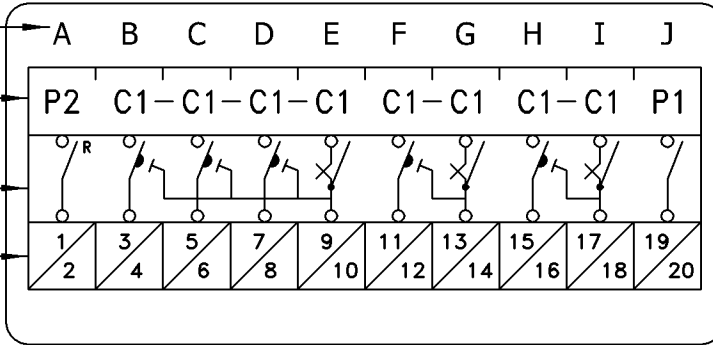 A B C D E F G H I J
P2 C1-C1-C1-C1 C1-C1 C1-C1 P1
R
1 3 5 7 9 11 13 15 17 19
2 4 6 8 10 12 14 16 18 20